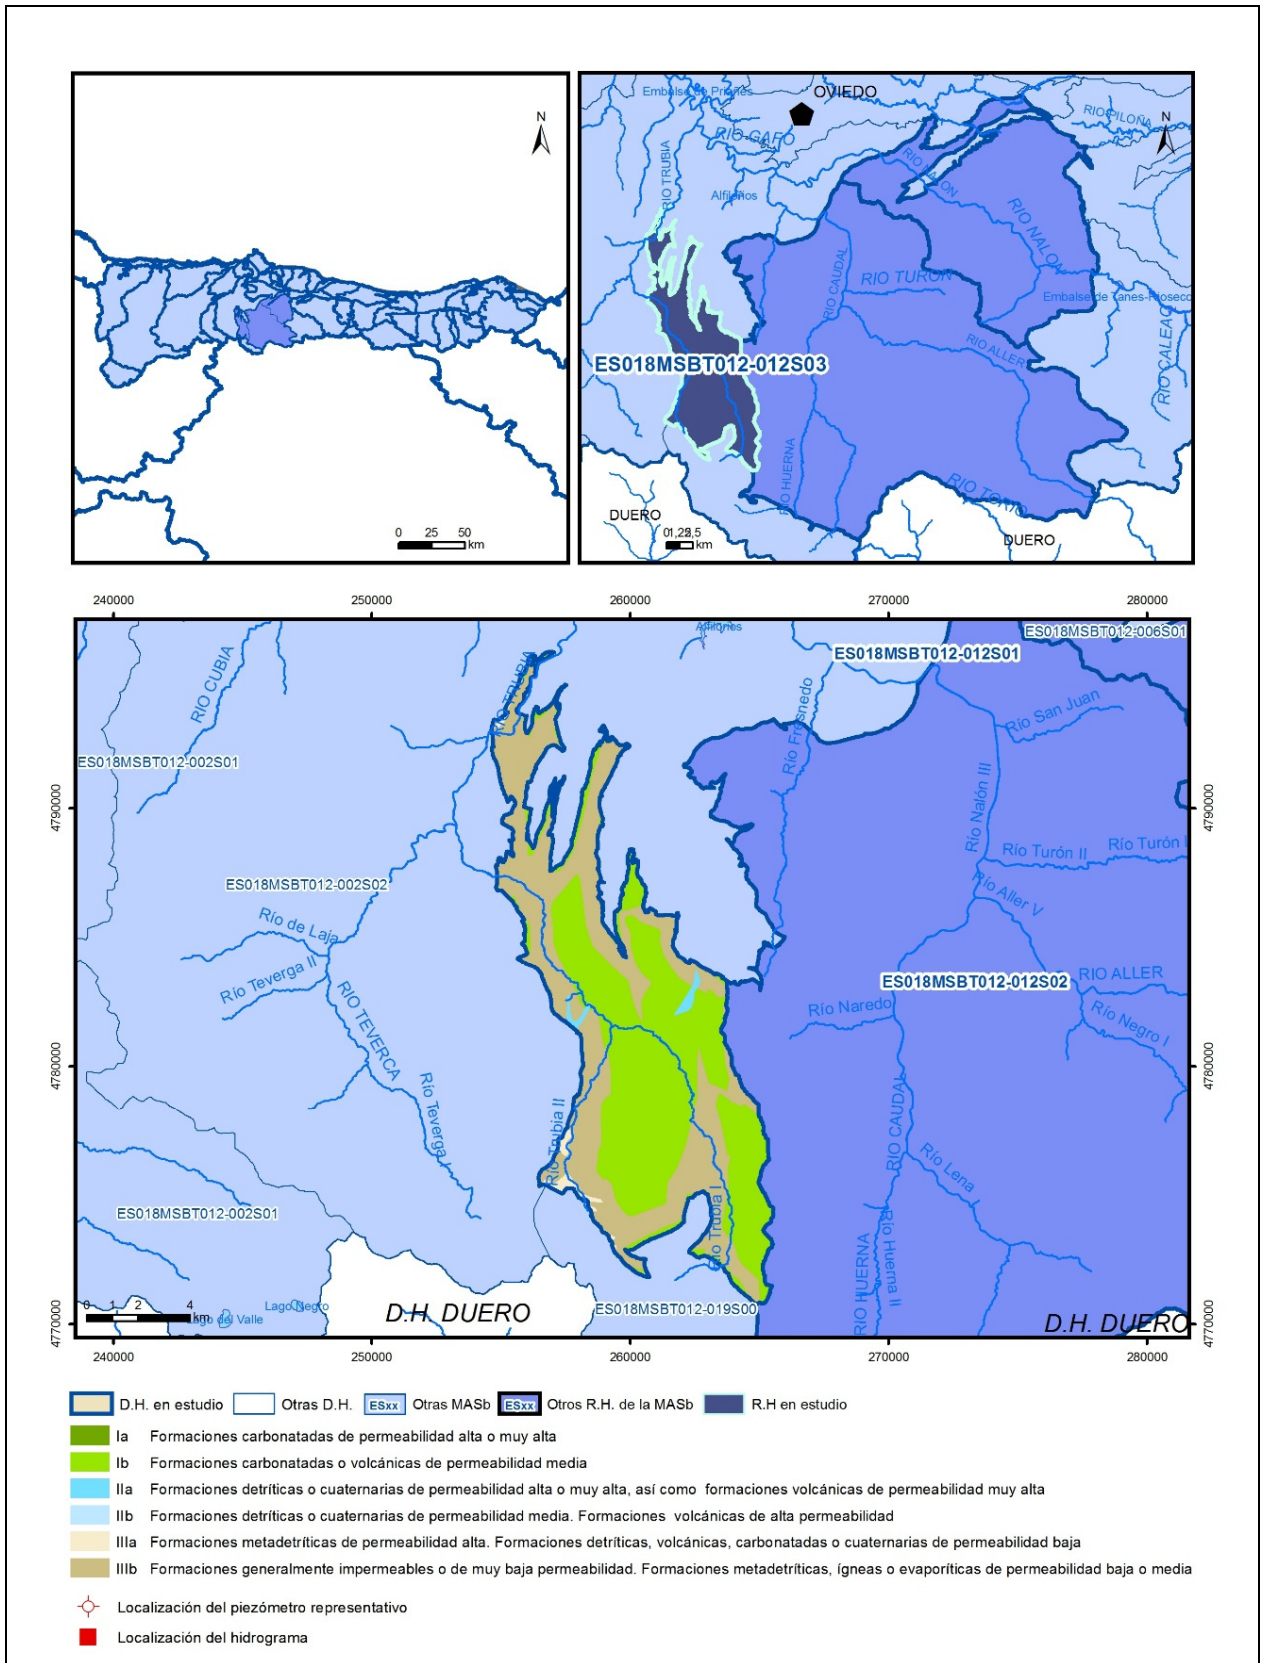 N
0 25 50
km
Embalse de Priañes
OVIEDO
RIO PILOÑA
N
RIO GAFO
RIO TRUBIA
Alfiloños
RIO NALON
RIO NALON
RIO CAUDAL
RIO TURON
Embalse de Tanes-Rioseco
RIO ALLER
RIO CALEAO
ES018MSBT012-012S03
RIO HUERNA
RIO TORIO
DUERO
DUERO
0 1,25 2,5
km
240000 250000 260000 270000 280000
Alfiloños
ES018MSBT012-006S01
ES018MSBT012-012S01
RIO CUBIA
RIO TRUBIA
Río Fresnedo
Río San Juan
ES018MSBT012-002S01
4790000
4790000
Río Nalón III
Río Turón II
Río Turón I
ES018MSBT012-002S02
Río Aller V
Río de Laja
Río Teverga II
ES018MSBT012-012S02
RIO ALLER
RIO TEVERCA
Río Naredo
Río Negro I
4780000
4780000
Río Teverga I
Río Trubia II
RIO CAUDAL
Río Lena
ES018MSBT012-002S01
Río Trubia I
RIO HUERNA
Río Huerna II
0 1 2 4
km
Lago Negro
Lago del Valle
D.H. DUERO
ES018MSBT012-019S00
D.H. DUERO
4770000
4770000
240000 250000 260000 270000 280000
D.H. en estudio Otras D.H. ESxx Otras MASb ESxx Otros R.H. de la MASb R.H en estudio
Ia Formaciones carbonatadas de permeabilidad alta o muy alta
Ib Formaciones carbonatadas o volcánicas de permeabilidad media
IIa Formaciones detríticas o cuaternarias de permeabilidad alta o muy alta, así como formaciones volcánicas de permeabilidad muy alta
IIb Formaciones detríticas o cuaternarias de permeabilidad media. Formaciones volcánicas de alta permeabilidad
IIIa Formaciones metadetríticas de permeabilidad alta. Formaciones detríticas, volcánicas, carbonatadas o cuaternarias de permeabilidad baja
IIIb Formaciones generalmente impermeables o de muy baja permeabilidad. Formaciones metadetríticas, ígneas o evaporíticas de permeabilidad baja o media
Localización del piezómetro representativo
Localización del hidrograma